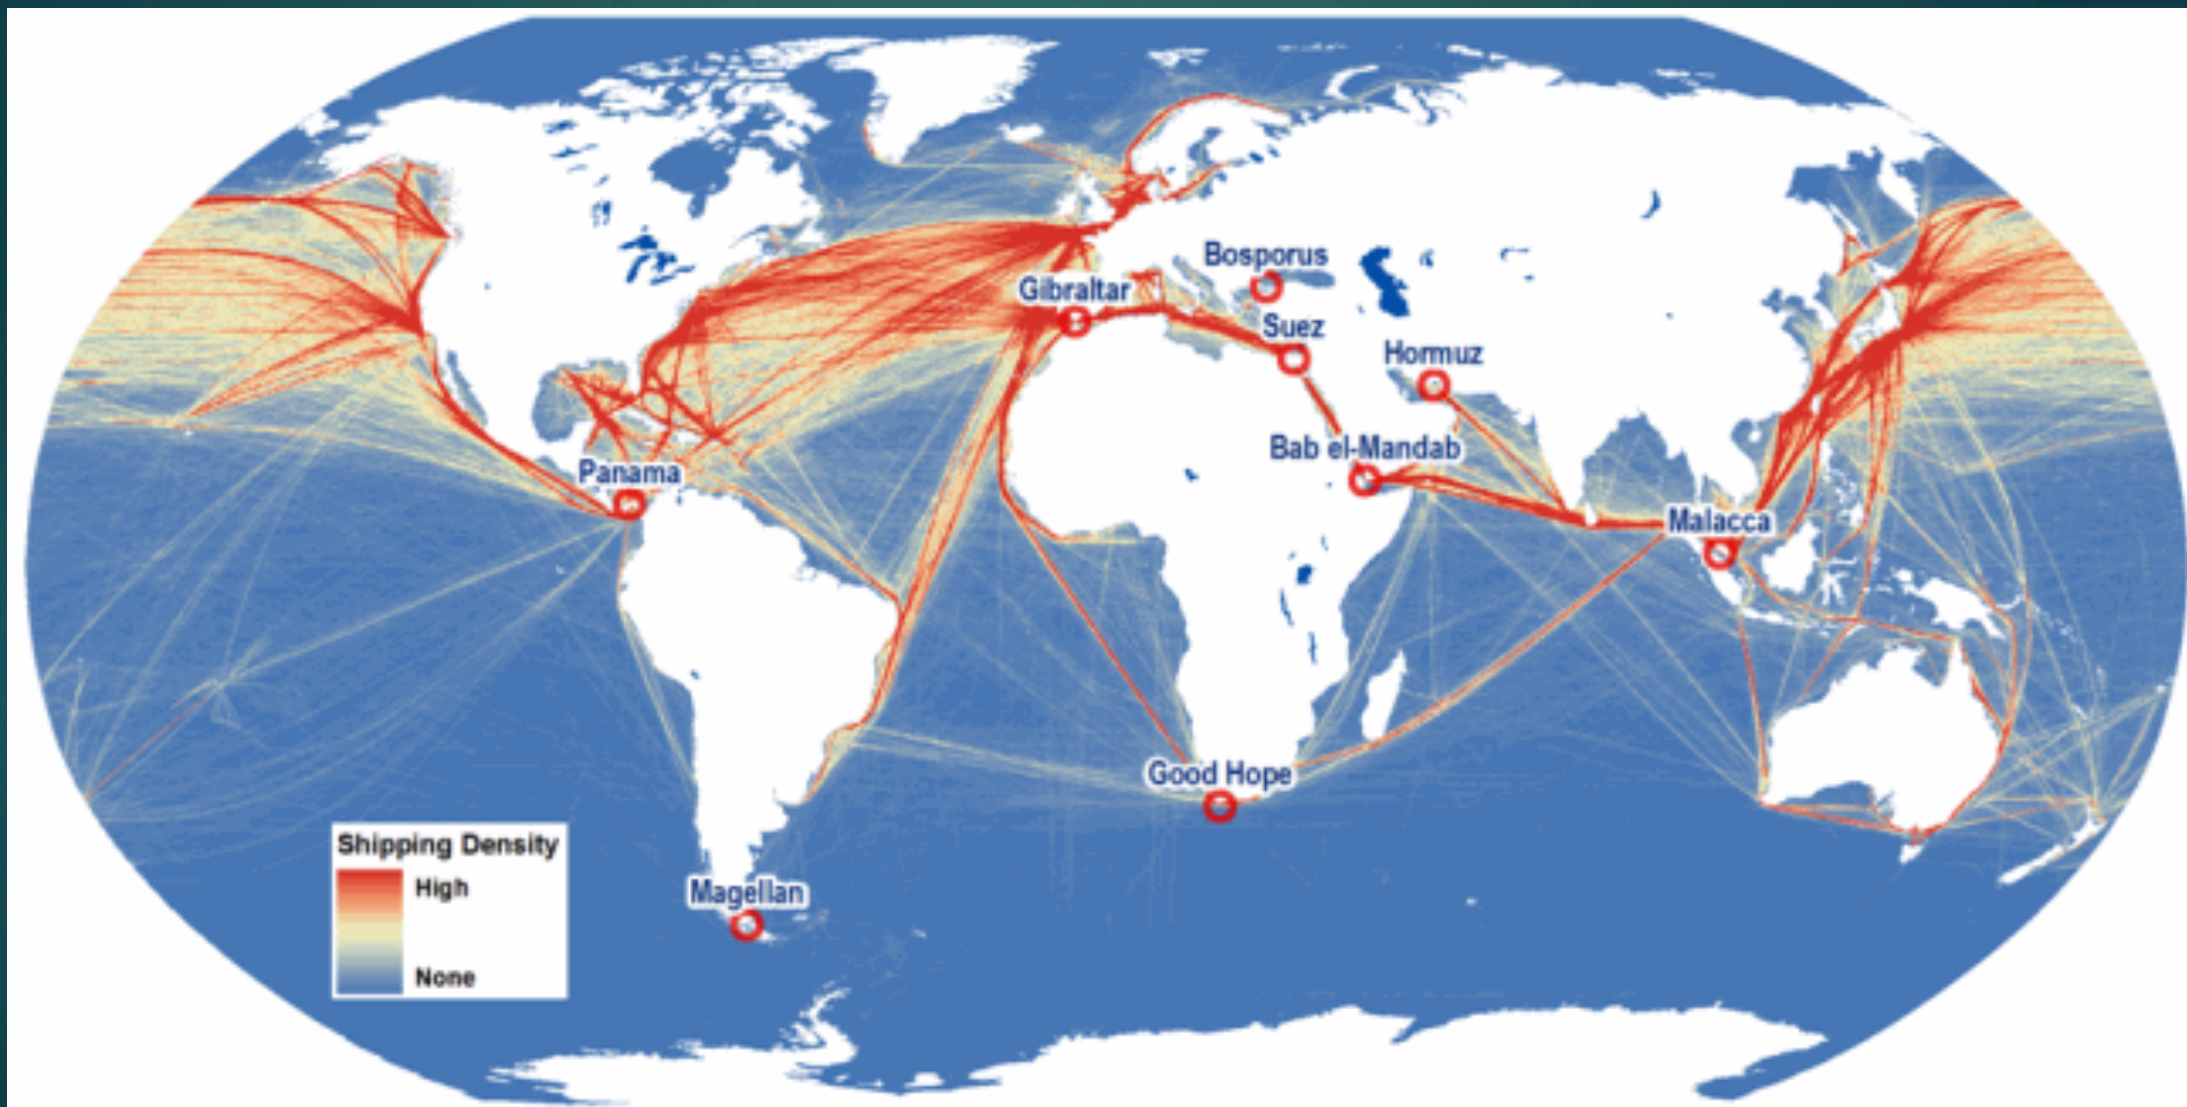 Bosporus
Gibraltar
Suez
Hormuz
Bab el-Mandab
Panama
Malacca
Good Hope
Magellan
Shipping Density
High
None